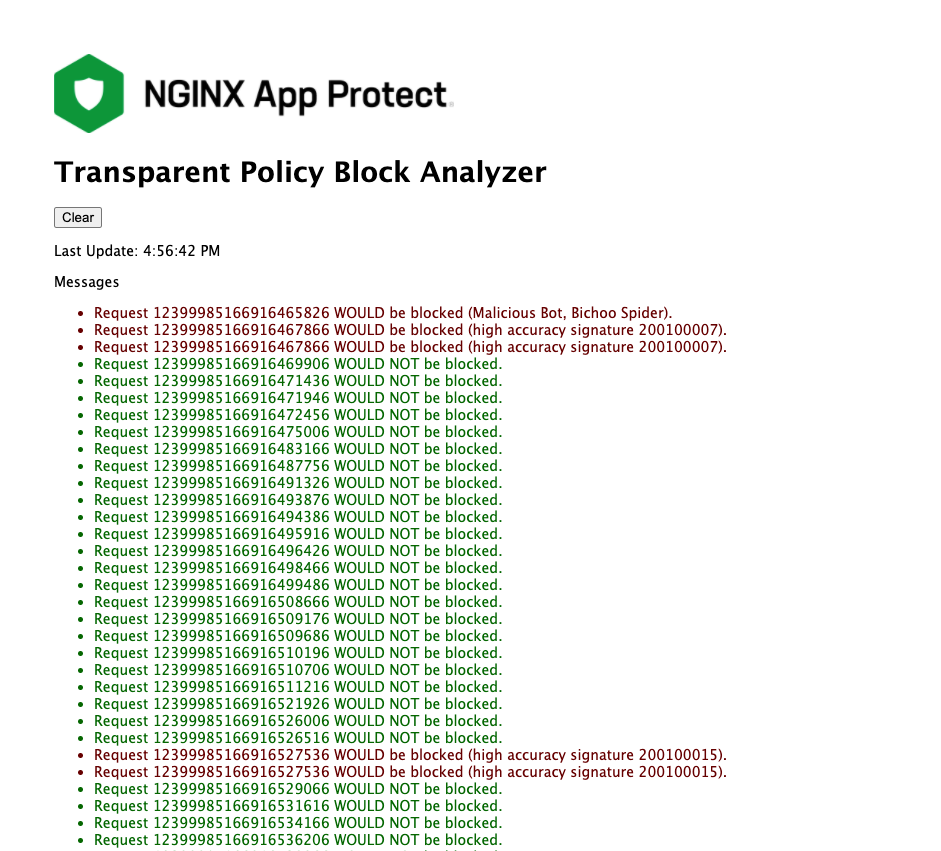 NGINX App Protect
Transparent Policy Block Analyzer
Clear
Last Update: 4:56:42 PM
Messages
• Request 12399985166916465826 WOULD be blocked (Malicious Bot, Bichoo Spider).
• Request 12399985166916467866 WOULD be blocked (high accuracy signature 200100007).
• Request 12399985166916467866 WOULD be blocked (high accuracy signature 200100007).
• Request 12399985166916469906 WOULD NOT be blocked.
• Request 12399985166916471436 WOULD NOT be blocked.
• Request 12399985166916471946 WOULD NOT be blocked.
• Request 12399985166916472456 WOULD NOT be blocked.
• Request 12399985166916475006 WOULD NOT be blocked.
• Request 12399985166916483166 WOULD NOT be blocked.
• Request 12399985166916487756 WOULD NOT be blocked.
• Request 12399985166916491326 WOULD NOT be blocked.
• Request 12399985166916493876 WOULD NOT be blocked.
• Request 12399985166916494386 WOULD NOT be blocked.
• Request 12399985166916495916 WOULD NOT be blocked.
• Request 12399985166916496426 WOULD NOT be blocked.
• Request 12399985166916498466 WOULD NOT be blocked.
• Request 12399985166916499486 WOULD NOT be blocked.
• Request 12399985166916508666 WOULD NOT be blocked.
• Request 12399985166916509176 WOULD NOT be blocked.
• Request 12399985166916509686 WOULD NOT be blocked.
• Request 12399985166916510196 WOULD NOT be blocked.
• Request 12399985166916510706 WOULD NOT be blocked.
• Request 12399985166916511216 WOULD NOT be blocked.
• Request 12399985166916521926 WOULD NOT be blocked.
• Request 12399985166916526006 WOULD NOT be blocked.
• Request 12399985166916526516 WOULD NOT be blocked.
• Request 12399985166916527536 WOULD be blocked (high accuracy signature 200100015).
• Request 12399985166916527536 WOULD be blocked (high accuracy signature 200100015).
• Request 12399985166916529066 WOULD NOT be blocked.
• Request 12399985166916531616 WOULD NOT be blocked.
• Request 12399985166916534166 WOULD NOT be blocked.
• Request 12399985166916536206 WOULD NOT be blocked.